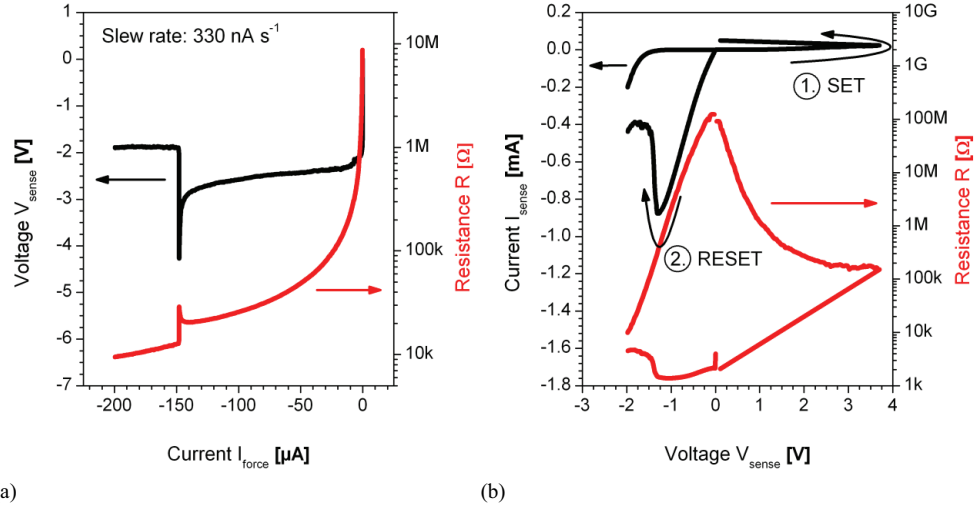 Slew rate: 330 nA s⁻¹
Voltage V_sense [V]
0
-1
-2
-3
-4
-5
-6
-7
10M
1M
100k
10k
Resistance R [Ω]
-200 -150 -100 -50 0
Current I_force [µA]
a)
Current I_sense [mA]
0.2
0.0
-0.2
-0.4
-0.6
-0.8
-1.0
-1.2
-1.4
-1.6
-1.8
1. SET
2. RESET
10G
1G
100M
10M
1M
100k
10k
1k
Resistance R [Ω]
-3 -2 -1 0 1 2 3 4
Voltage V_sense [V]
(b)